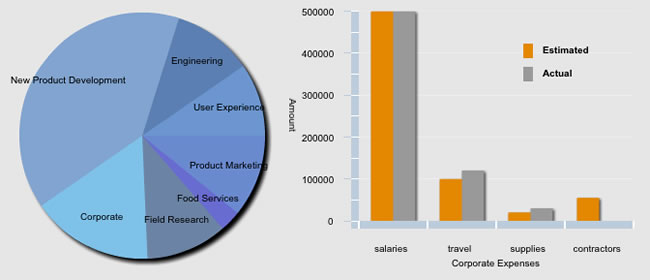 New Product Development
Engineering
User Experience
Product Marketing
Food Services
Field Research
Corporate
500000
400000
300000
200000
100000
0
Amount
Estimated
Actual
salaries travel supplies contractors
Corporate Expenses